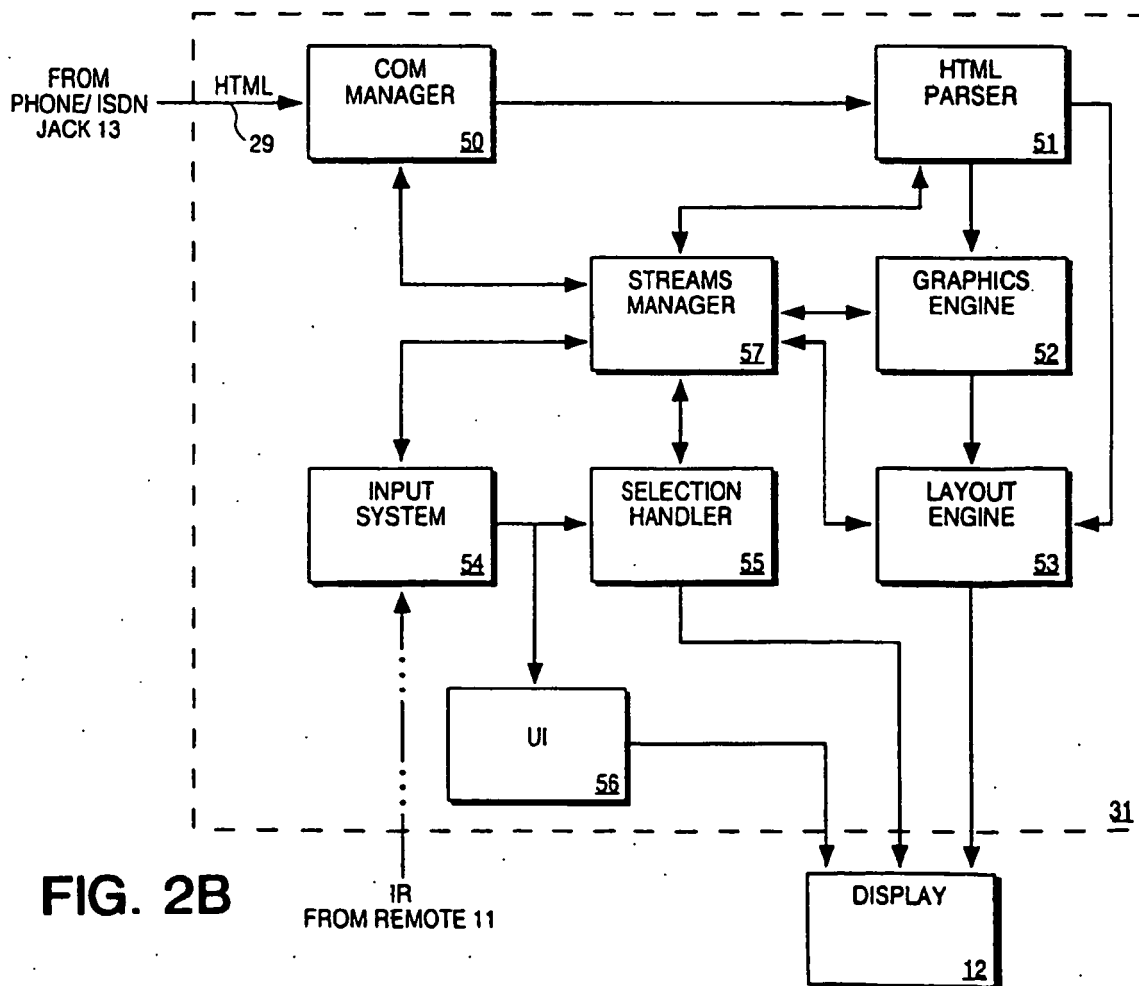 FROM
PHONE/ ISDN
JACK 13
HTML
29
COM
MANAGER
50
HTML
PARSER
51
STREAMS
MANAGER
57
GRAPHICS
ENGINE
52
INPUT
SYSTEM
54
SELECTION
HANDLER
55
LAYOUT
ENGINE
53
UI
56
31
FIG. 2B
IR
FROM REMOTE 11
DISPLAY
12